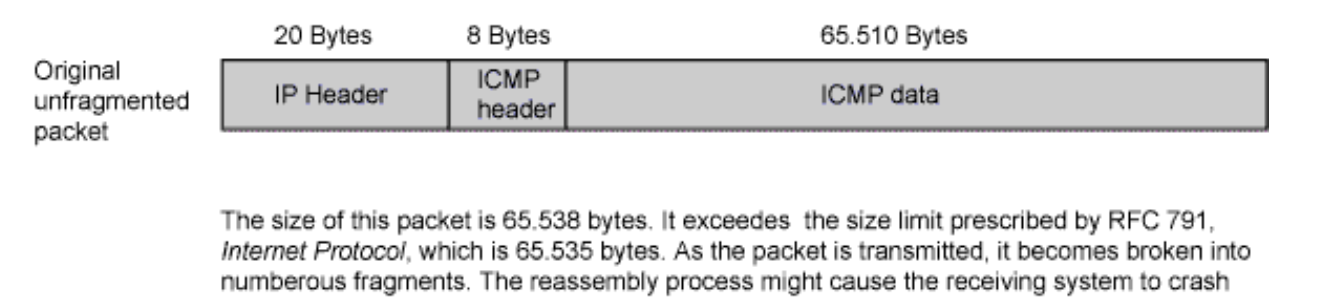 20 Bytes
8 Bytes
65.510 Bytes
Original
unfragmented
packet
IP Header
ICMP
header
ICMP data
The size of this packet is 65.538 bytes. It exceedes the size limit prescribed by RFC 791,
Internet Protocol, which is 65.535 bytes. As the packet is transmitted, it becomes broken into
numberous fragments. The reassembly process might cause the receiving system to crash